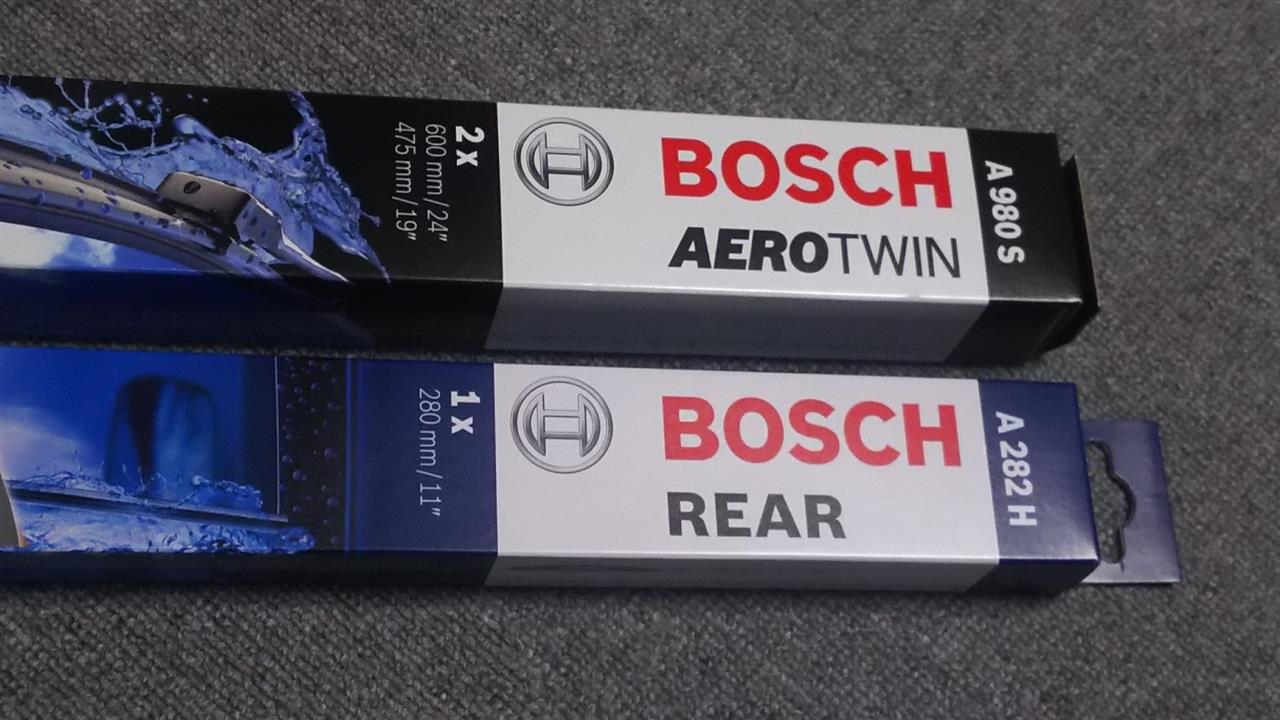 2 x
600 mm / 24"
475 mm / 19"
BOSCH
AEROTWIN
A 980 S
1 x
280 mm / 11"
BOSCH
REAR
A 282 H